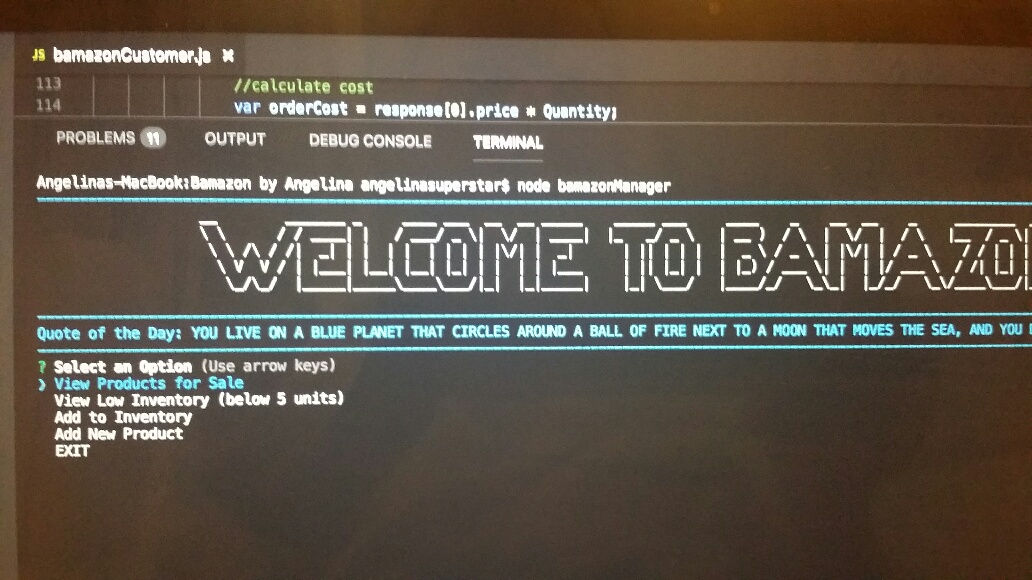 JS bamazonCustomer.js ×
113 //calculate cost
114 var orderCost = response[0].price * Quantity;
PROBLEMS 11 OUTPUT DEBUG CONSOLE TERMINAL
Angelinas-MacBook:Bamazon by Angelina angelinasuperstar$ node bamazonManager
WELCOME TO BAMAZO
Quote of the Day: YOU LIVE ON A BLUE PLANET THAT CIRCLES AROUND A BALL OF FIRE NEXT TO A MOON THAT MOVES THE SEA, AND YOU
? Select an Option (Use arrow keys)
❯ View Products for Sale
View Low Inventory (below 5 units)
Add to Inventory
Add New Product
EXIT